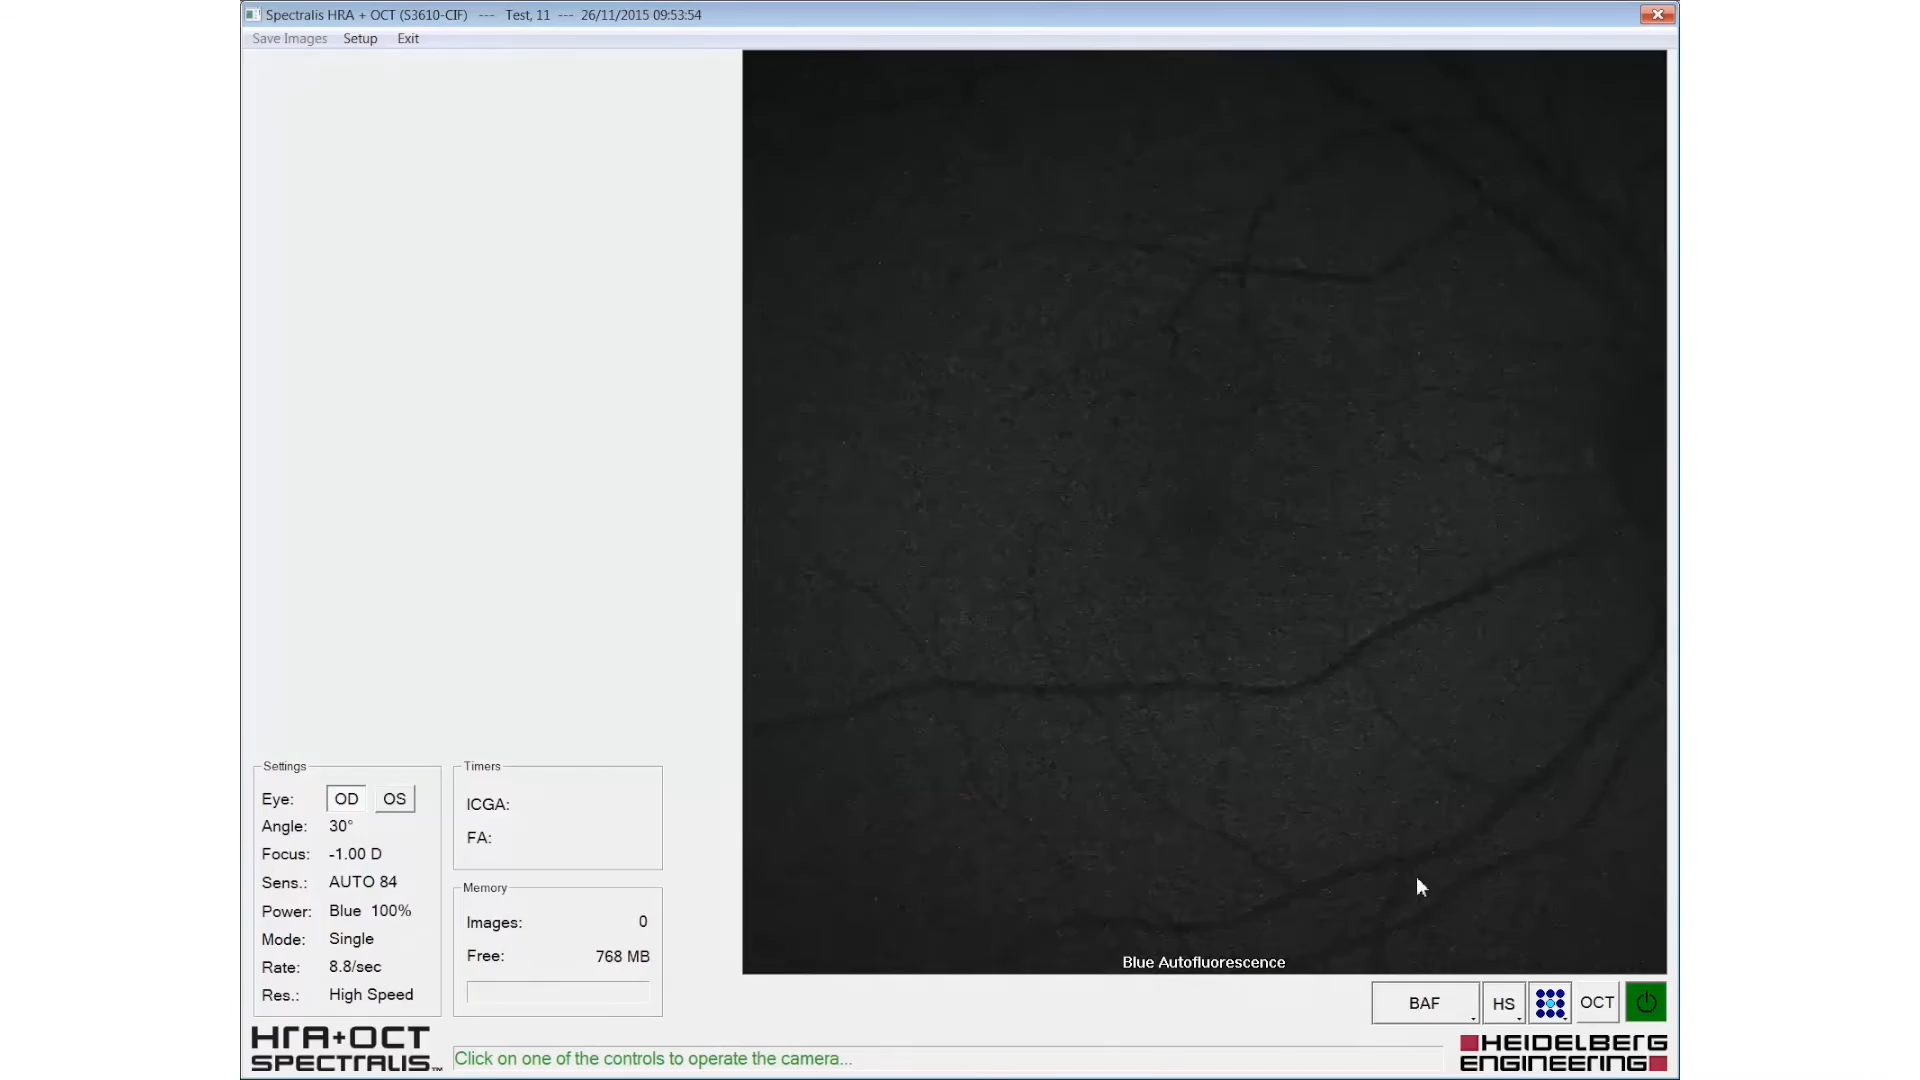 Spectralis HRA + OCT (S3610-CIF) --- Test, 11 --- 26/11/2015 09:53:54
Save Images Setup Exit
Blue Autofluorescence
Settings
Eye: OD OS
Angle: 30°
Focus: -1.00 D
Sens.: AUTO 84
Power: Blue 100%
Mode: Single
Rate: 8.8/sec
Res.: High Speed
Timers
ICGA:
FA:
Memory
Images: 0
Free: 768 MB
BAF HS OCT
HRA+OCT
SPECTRALIS™
Click on one of the controls to operate the camera...
HEIDELBERG
ENGINEERING